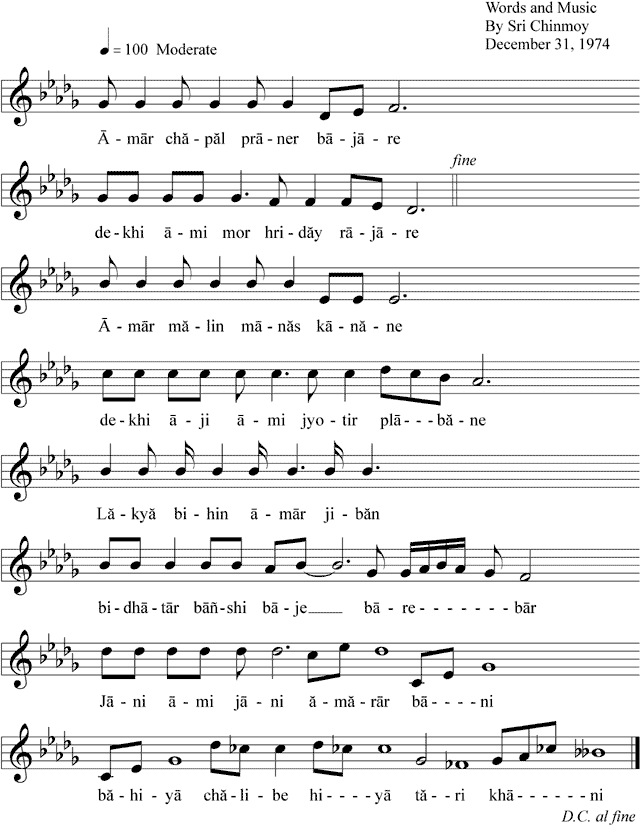 Words and Music
By Sri Chinmoy
December 31, 1974
= 100 Moderate
Ā - mār chă - păl prā - ner bā - jā - re
fine
de - khi ā - mi mor hri - dăy rā - jā - re
Ā - mār mă - lin mā - năs kā - nă - ne
de - khi ā - ji ā - mi jyo - tir plā - - - bă - ne
Lăk - yă bi - hin ā - mār ji - băn
bi - dhā - tār bāñ - shi bā - je____ bā - re - - - - - - - - bār
Jā - ni ā - mi jā - ni ă - mă - rār bā - - - - ni
bă - hi - yā chă - li - be hi - - - - yā tă - ri khā - - - - - - ni
D.C. al fine